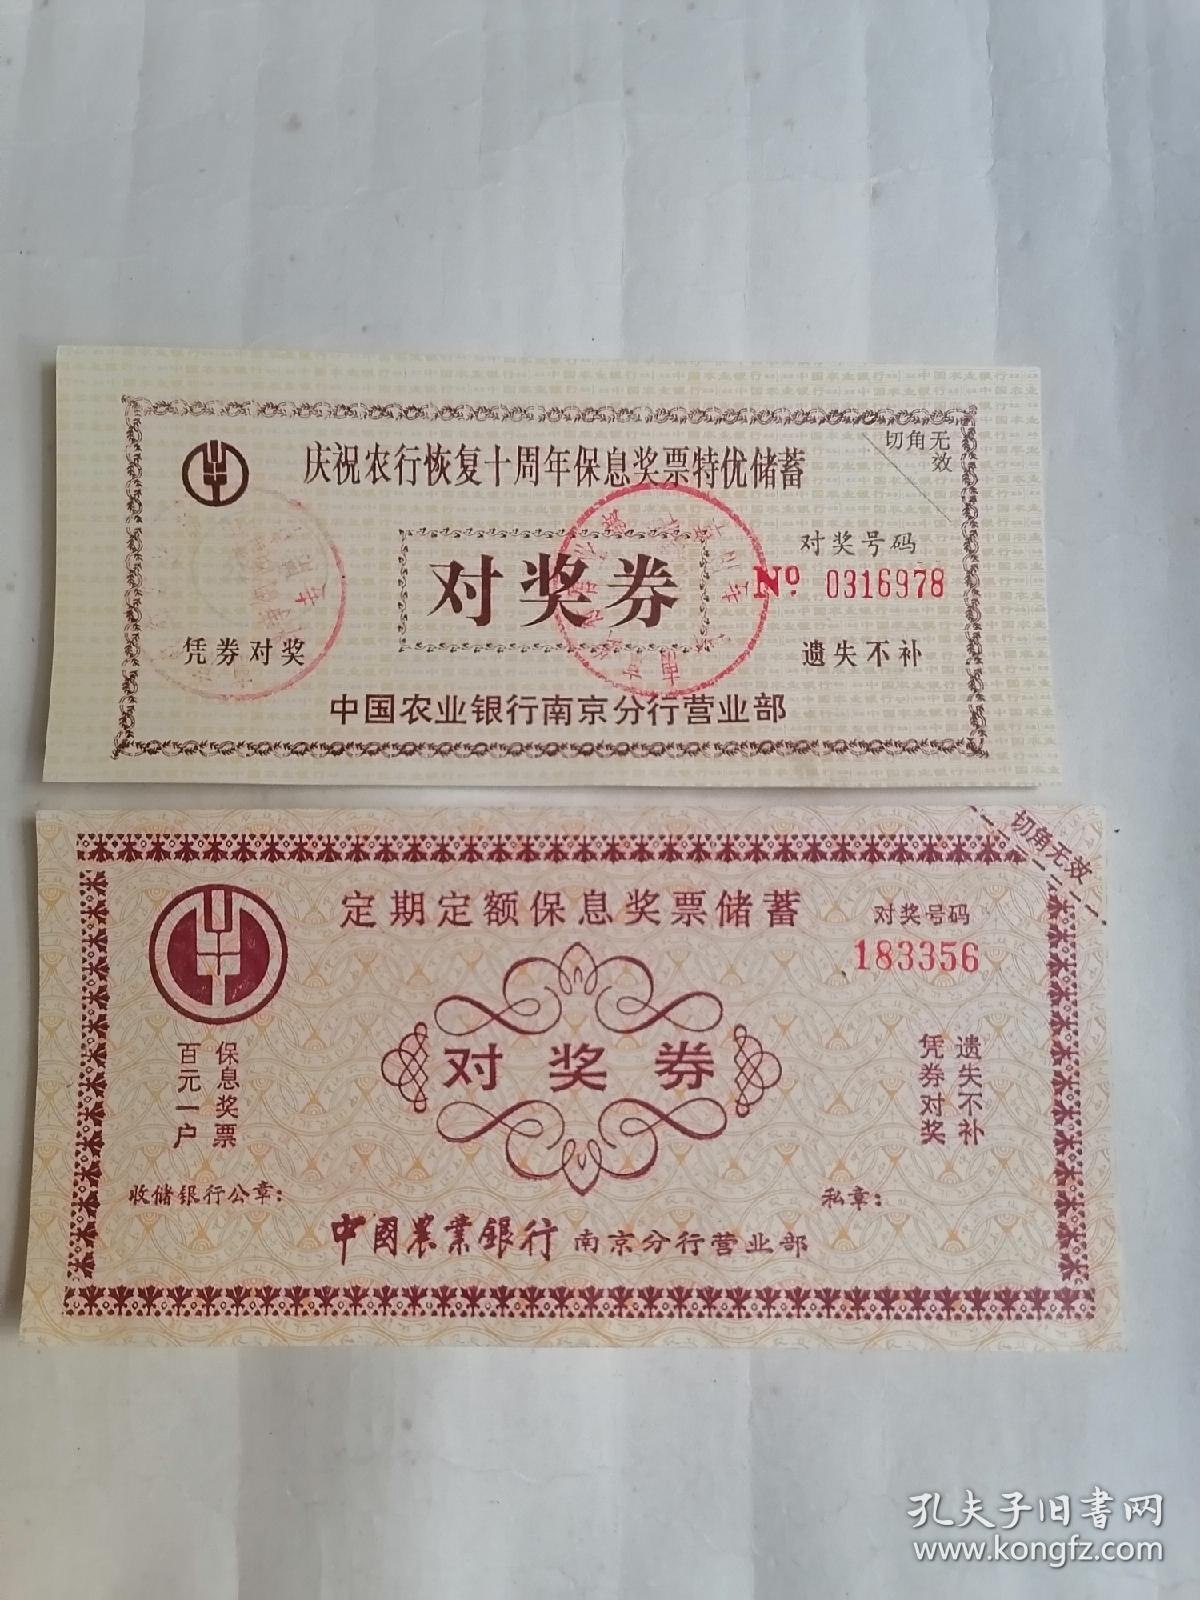 庆祝农行恢复十周年保息奖票特优储蓄
切角无效
对奖号码
对奖券
Nº 0316978
凭券对奖
遗失不补
中国农业银行南京分行营业部
切角无效
定期定额保息奖票储蓄
对奖号码
183356
保息奖票
百元一户
对奖券
遗失不补
凭券对奖
收储银行公章：
私章：
中國農業銀行 南京分行营业部
孔夫子旧书网
www.kongfz.com